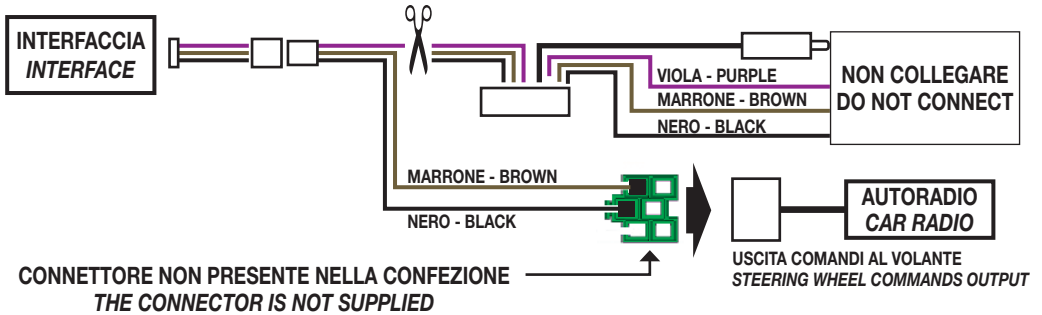 INTERFACCIA
INTERFACE
VIOLA - PURPLE
MARRONE - BROWN
NERO - BLACK
NON COLLEGARE
DO NOT CONNECT
MARRONE - BROWN
NERO - BLACK
AUTORADIO
CAR RADIO
USCITA COMANDI AL VOLANTE
STEERING WHEEL COMMANDS OUTPUT
CONNETTORE NON PRESENTE NELLA CONFEZIONE
THE CONNECTOR IS NOT SUPPLIED